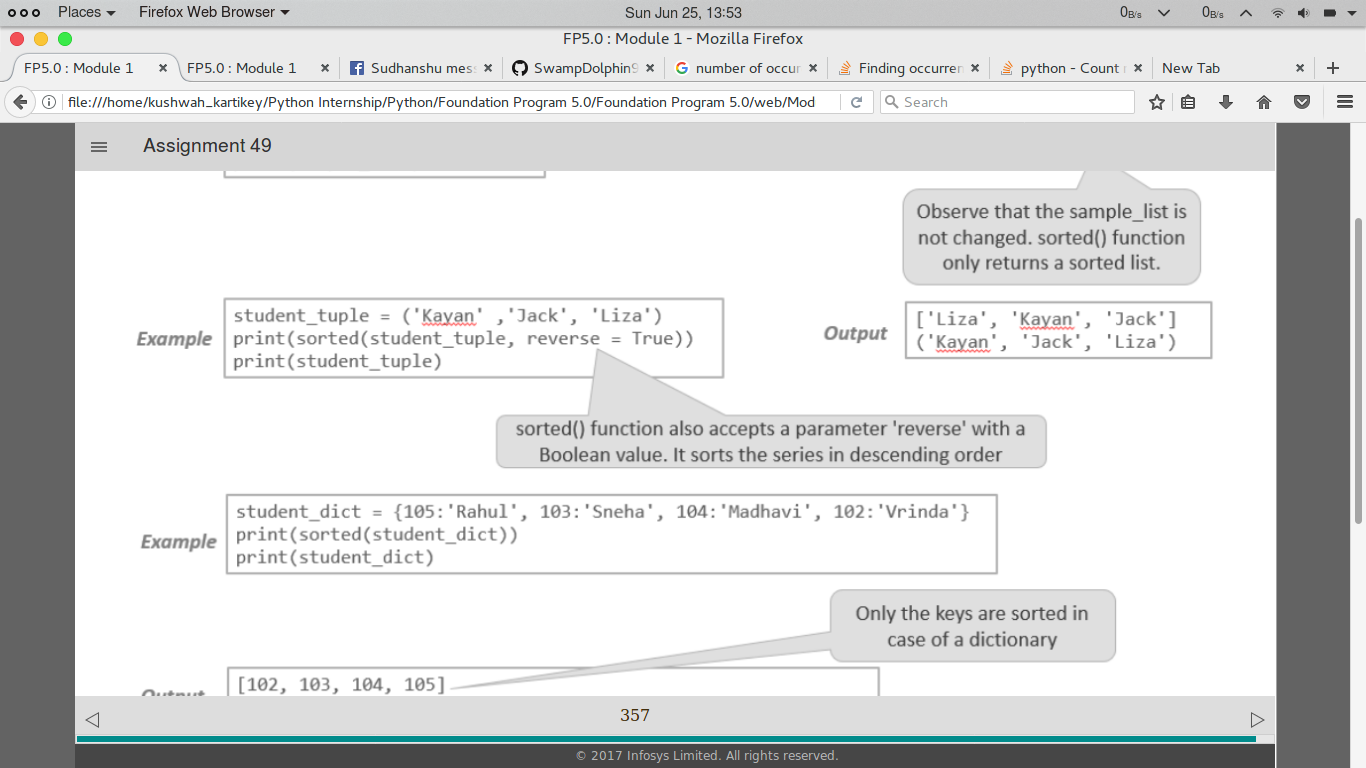 Places
Firefox Web Browser
Sun Jun 25, 13:53
0B/s
0B/s
FP5.0 : Module 1 - Mozilla Firefox
FP5.0 : Module 1
FP5.0 : Module 1
Sudhanshu mes
SwampDolphin9
number of occur
Finding occurren
python - Count r
New Tab
file:///home/kushwah_kartikey/Python Internship/Python/Foundation Program 5.0/Foundation Program 5.0/web/Mod
Search
Assignment 49
Observe that the sample_list is
not changed. sorted() function
only returns a sorted list.
Example
student_tuple = ('Kayan' ,'Jack', 'Liza')
print(sorted(student_tuple, reverse = True))
print(student_tuple)
Output
['Liza', 'Kayan', 'Jack']
('Kayan', 'Jack', 'Liza')
sorted() function also accepts a parameter 'reverse' with a
Boolean value. It sorts the series in descending order
Example
student_dict = {105:'Rahul', 103:'Sneha', 104:'Madhavi', 102:'Vrinda'}
print(sorted(student_dict))
print(student_dict)
Only the keys are sorted in
case of a dictionary
Output
[102, 103, 104, 105]
357
© 2017 Infosys Limited. All rights reserved.